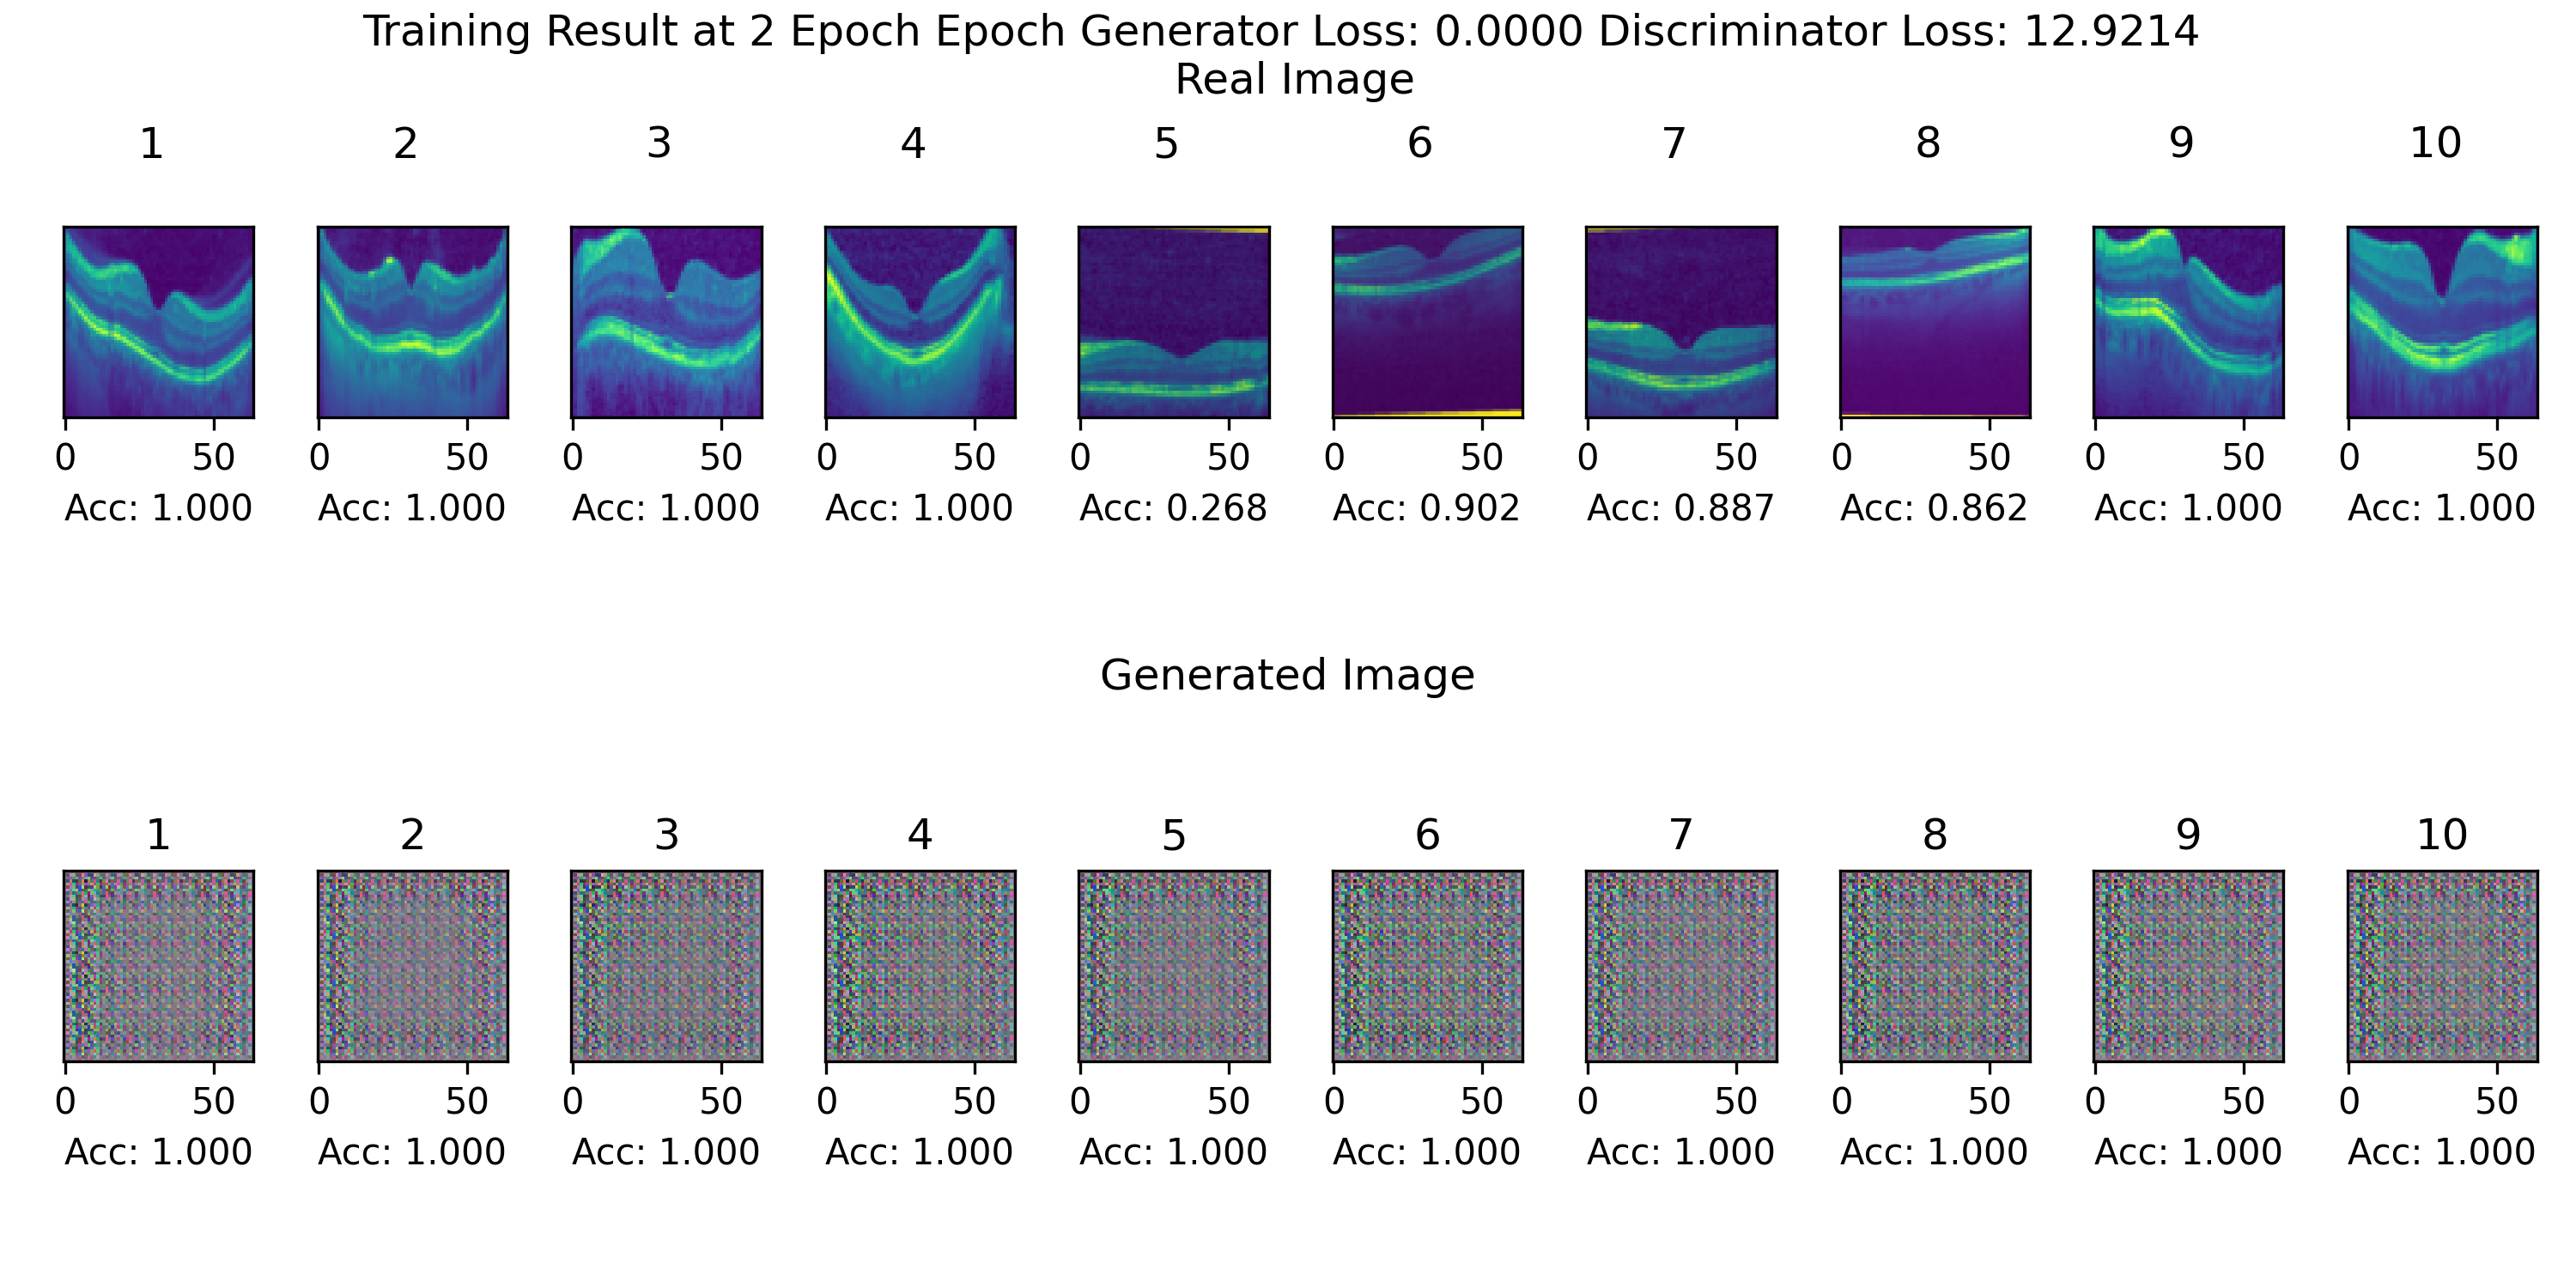 Training Result at 2 Epoch Epoch Generator Loss: 0.0000 Discriminator Loss: 12.9214
Real Image
1 2 3 4 5 6 7 8 9 10
0 50 0 50 0 50 0 50 0 50 0 50 0 50 0 50 0 50 0 50
Acc: 1.000 Acc: 1.000 Acc: 1.000 Acc: 1.000 Acc: 0.268 Acc: 0.902 Acc: 0.887 Acc: 0.862 Acc: 1.000 Acc: 1.000
Generated Image
1 2 3 4 5 6 7 8 9 10
0 50 0 50 0 50 0 50 0 50 0 50 0 50 0 50 0 50 0 50
Acc: 1.000 Acc: 1.000 Acc: 1.000 Acc: 1.000 Acc: 1.000 Acc: 1.000 Acc: 1.000 Acc: 1.000 Acc: 1.000 Acc: 1.000